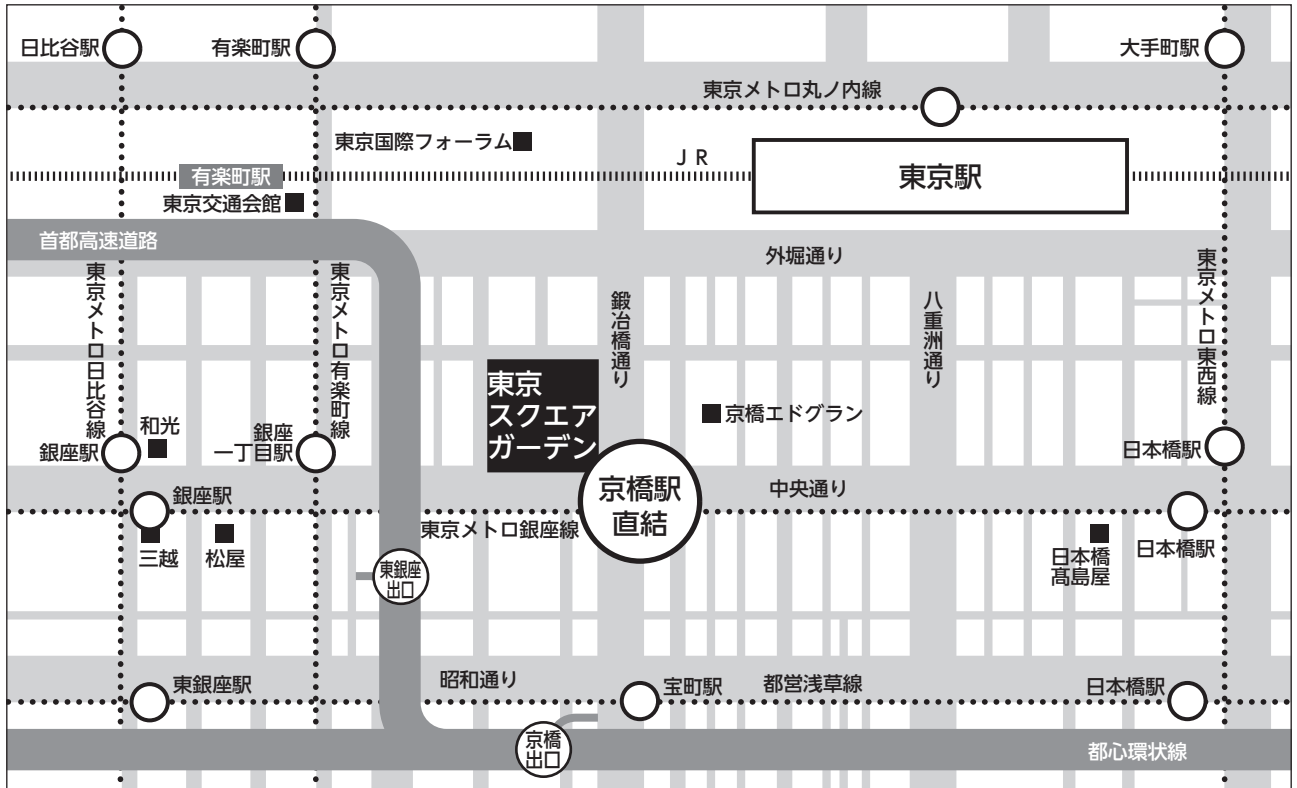 日比谷駅
有楽町駅
大手町駅
東京メトロ丸ノ内線
東京国際フォーラム
JR
東京駅
有楽町駅
東京交通会館
首都高速道路
外堀通り
東京メトロ日比谷線
東京メトロ有楽町線
鍛冶橋通り
八重洲通り
東京メトロ東西線
東京
スクエア
ガーデン
京橋エドグラン
和光
銀座駅
銀座
一丁目駅
日本橋駅
京橋駅
直結
中央通り
銀座駅
東京メトロ銀座線
三越
松屋
日本橋
髙島屋
日本橋駅
東銀座
出口
昭和通り
東銀座駅
宝町駅
都営浅草線
日本橋駅
京橋
出口
都心環状線